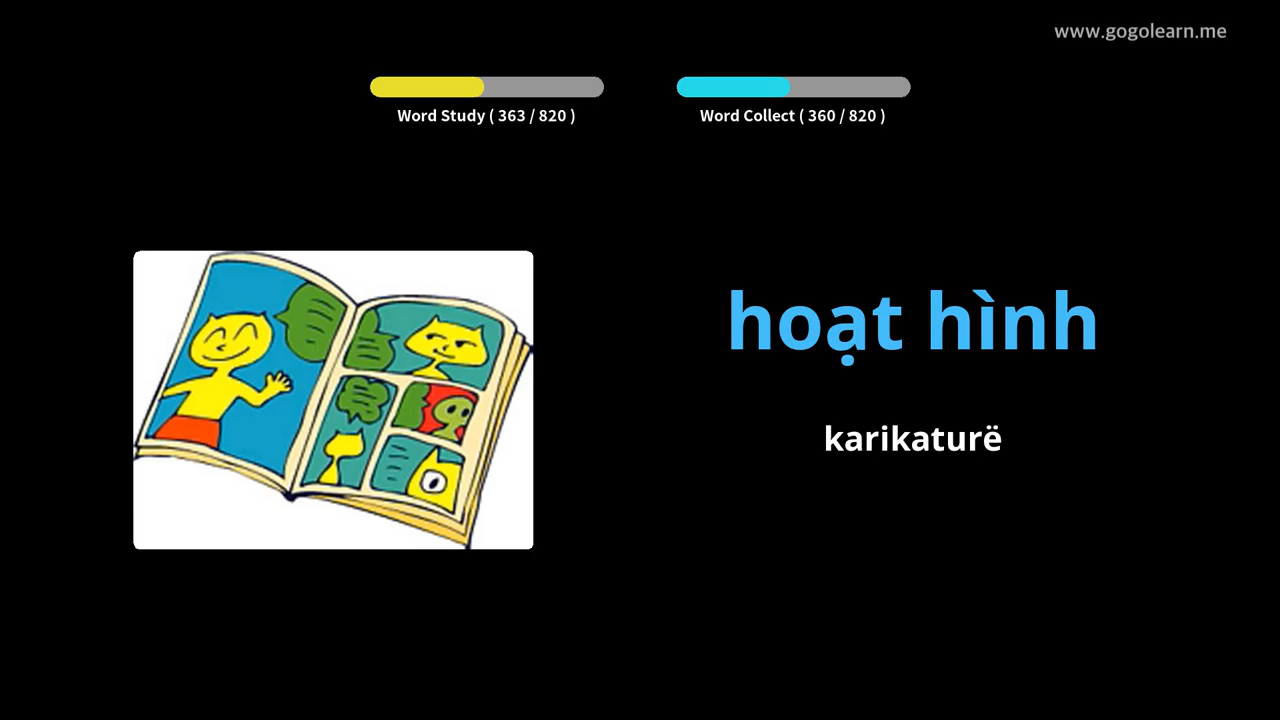 www.gogolearn.me
Word Study ( 363 / 820 )
Word Collect ( 360 / 820 )
hoạt hình
karikaturë